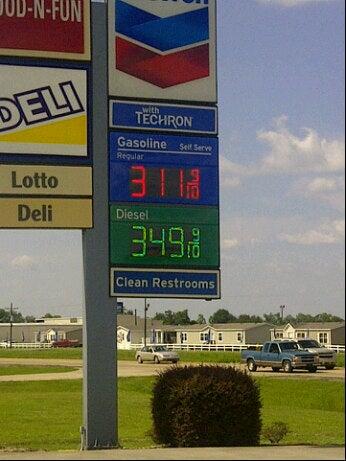 OOD-N-FUN
DELI
Lotto
Deli
with
TECHRON
Gasoline Self Serve
Regular
3 11 9/10
Diesel
3 49 9/10
Clean Restrooms